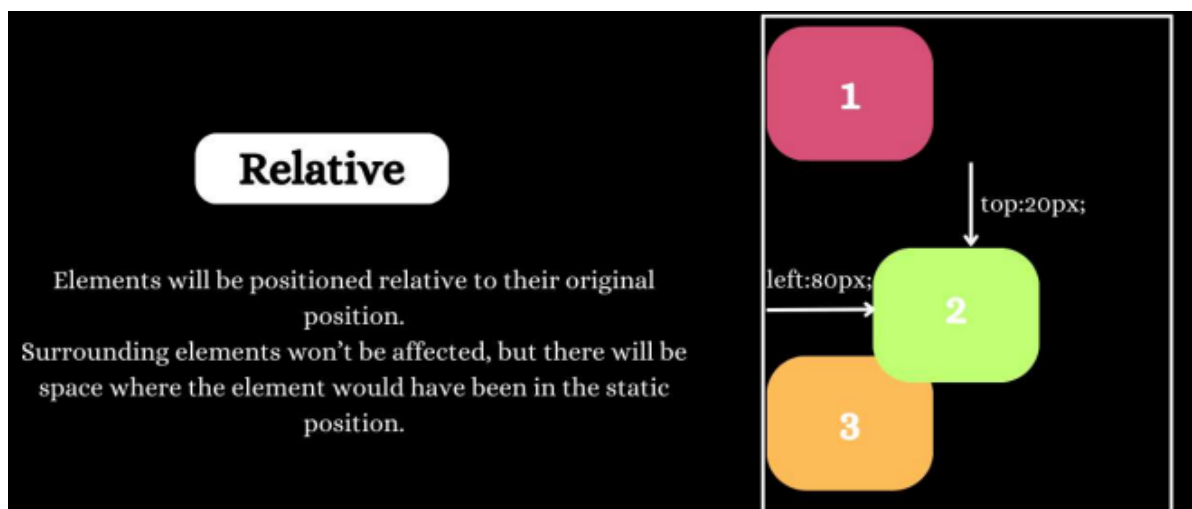 Relative
Elements will be positioned relative to their original
position.
Surrounding elements won’t be affected, but there will be
space where the element would have been in the static
position.
1
top:20px;
left:80px;
2
3